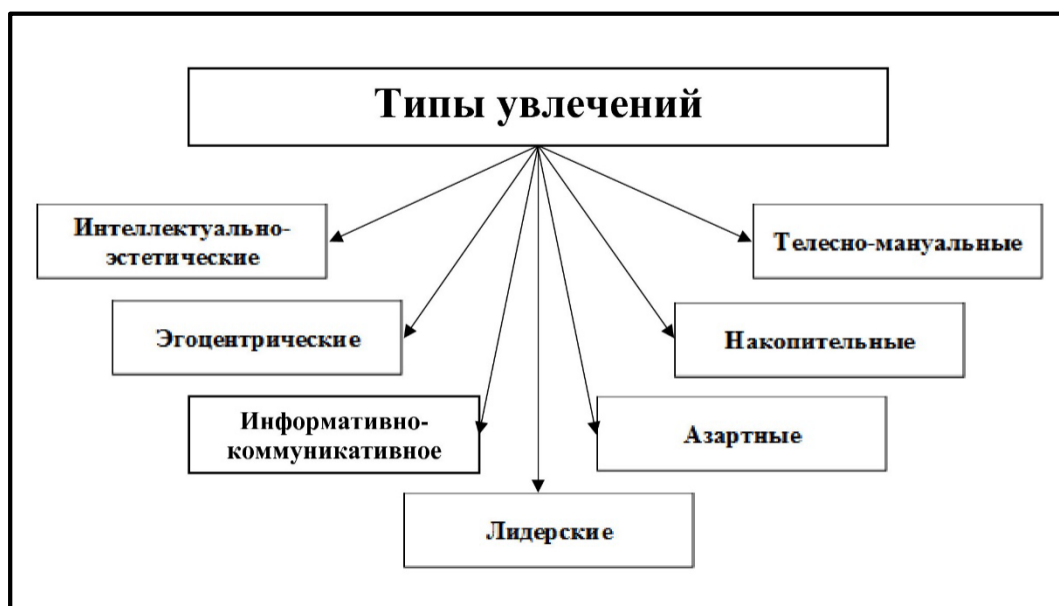 Типы увлечений
Интеллектуально-
эстетические
Телесно-мануальные
Эгоцентрические
Накопительные
Информативно-
коммуникативное
Азартные
Лидерские